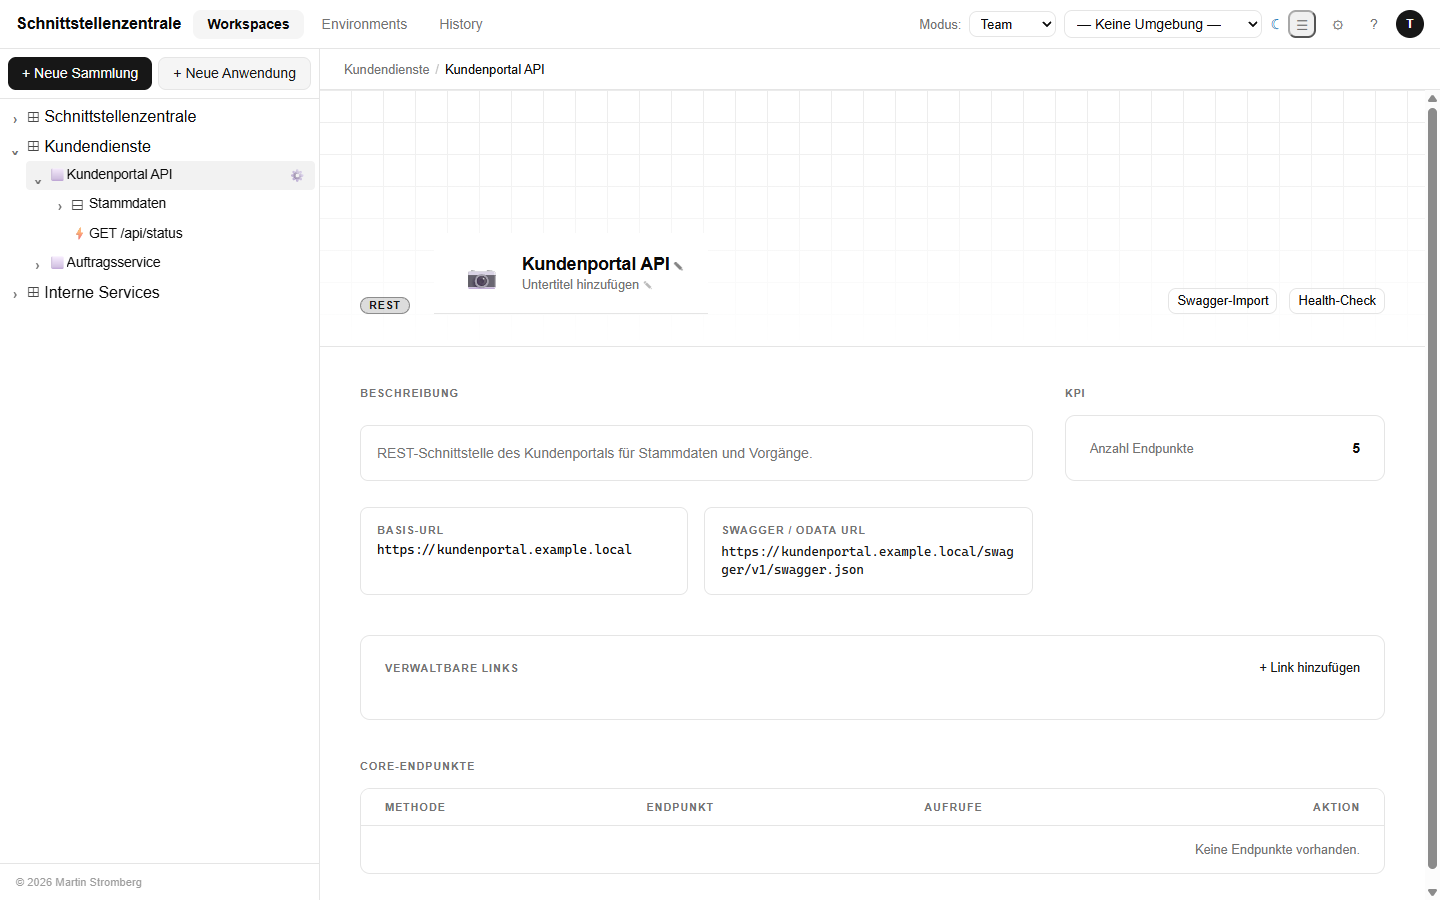 Schnittstellenzentrale Workspaces Environments History Modus: Team — Keine Umgebung — ? T
+ Neue Sammlung + Neue Anwendung
Kundendienste / Kundenportal API
Schnittstellenzentrale
Kundendienste
Kundenportal API
Stammdaten
GET /api/status
Auftragsservice
Interne Services
© 2026 Martin Stromberg
REST
Kundenportal API
Untertitel hinzufügen
Swagger-Import Health-Check
BESCHREIBUNG
REST-Schnittstelle des Kundenportals für Stammdaten und Vorgänge.
KPI
Anzahl Endpunkte 5
BASIS-URL
https://kundenportal.example.local
SWAGGER / ODATA URL
https://kundenportal.example.local/swag
ger/v1/swagger.json
VERWALTBARE LINKS + Link hinzufügen
CORE-ENDPUNKTE
METHODE ENDPUNKT AUFRUFE AKTION
Keine Endpunkte vorhanden.